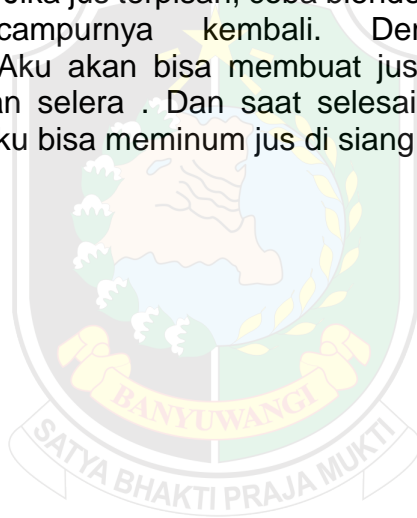 campurnya kembali. Der
Aku akan bisa membuat jus
an selera . Dan saat selesai
ku bisa meminum jus di siang
BANYUWANGI
SATYA BHAKTI PRAJA MUKTI